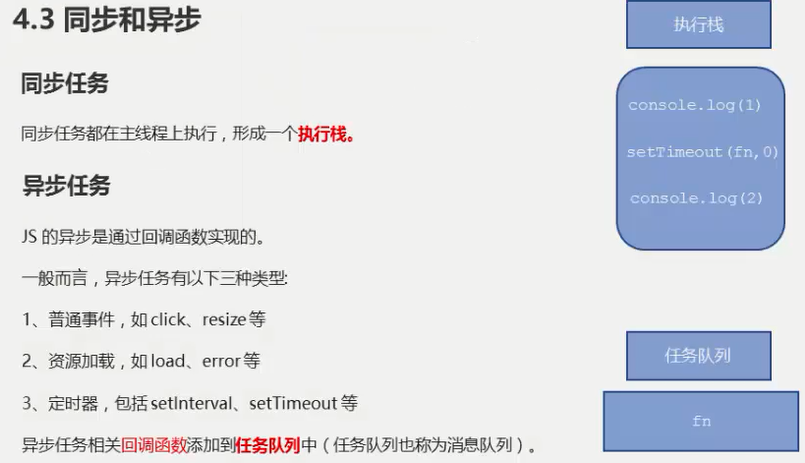 4.3 同步和异步
同步任务
同步任务都在主线程上执行，形成一个执行栈。
异步任务
JS 的异步是通过回调函数实现的。
一般而言，异步任务有以下三种类型:
1、普通事件，如 click、resize 等
2、资源加载，如 load、error 等
3、定时器，包括 setInterval、setTimeout 等
异步任务相关回调函数添加到任务队列中（任务队列也称为消息队列）。
执行栈
console.log(1)
setTimeout(fn,0)
console.log(2)
任务队列
fn